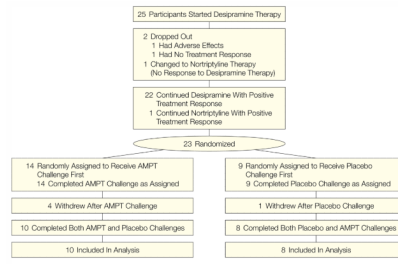 25 Participants Started Desipramine Therapy
2 Dropped Out
1 Had Adverse Effects
1 Had No Treatment Response
1 Changed to Nortriptyline Therapy
(No Response to Desipramine Therapy)
22 Continued Desipramine With Positive
Treatment Response
1 Continued Nortriptyline With Positive
Treatment Response
23 Randomized
14 Randomly Assigned to Receive AMPT
Challenge First
14 Completed AMPT Challenge as Assigned
4 Withdrew After AMPT Challenge
10 Completed Both AMPT and Placebo Challenges
10 Included In Analysis
9 Randomly Assigned to Receive Placebo
Challenge First
9 Completed Placebo Challenge as Assigned
1 Withdrew After Placebo Challenge
8 Completed Both Placebo and AMPT Challenges
8 Included In Analysis